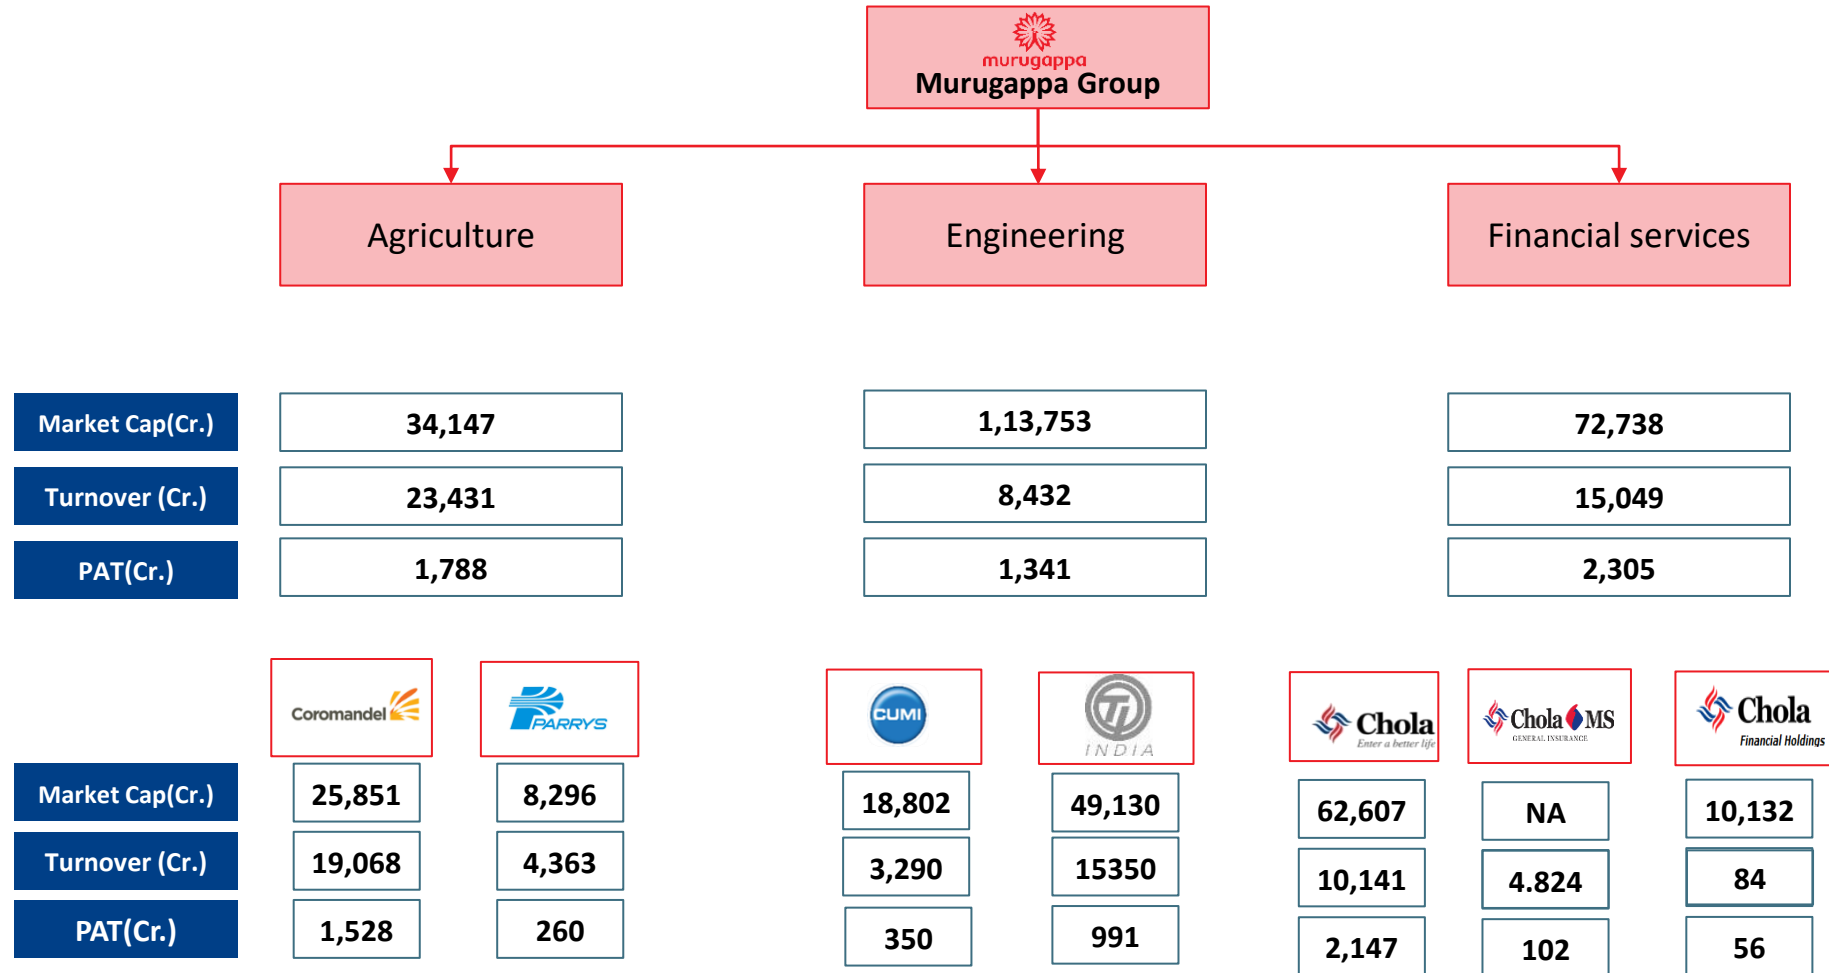 murugappa
Murugappa Group
Agriculture
Engineering
Financial services
Market Cap(Cr.)
34,147
1,13,753
72,738
Turnover (Cr.)
23,431
8,432
15,049
PAT(Cr.)
1,788
1,341
2,305
Coromandel
PARRYS
CUMI
TI
INDIA
Chola
Enter a better life
Chola MS
GENERAL INSURANCE
Chola
Financial Holdings
Market Cap(Cr.)
25,851
8,296
18,802
49,130
62,607
NA
10,132
Turnover (Cr.)
19,068
4,363
3,290
15350
10,141
4.824
84
PAT(Cr.)
1,528
260
350
991
2,147
102
56